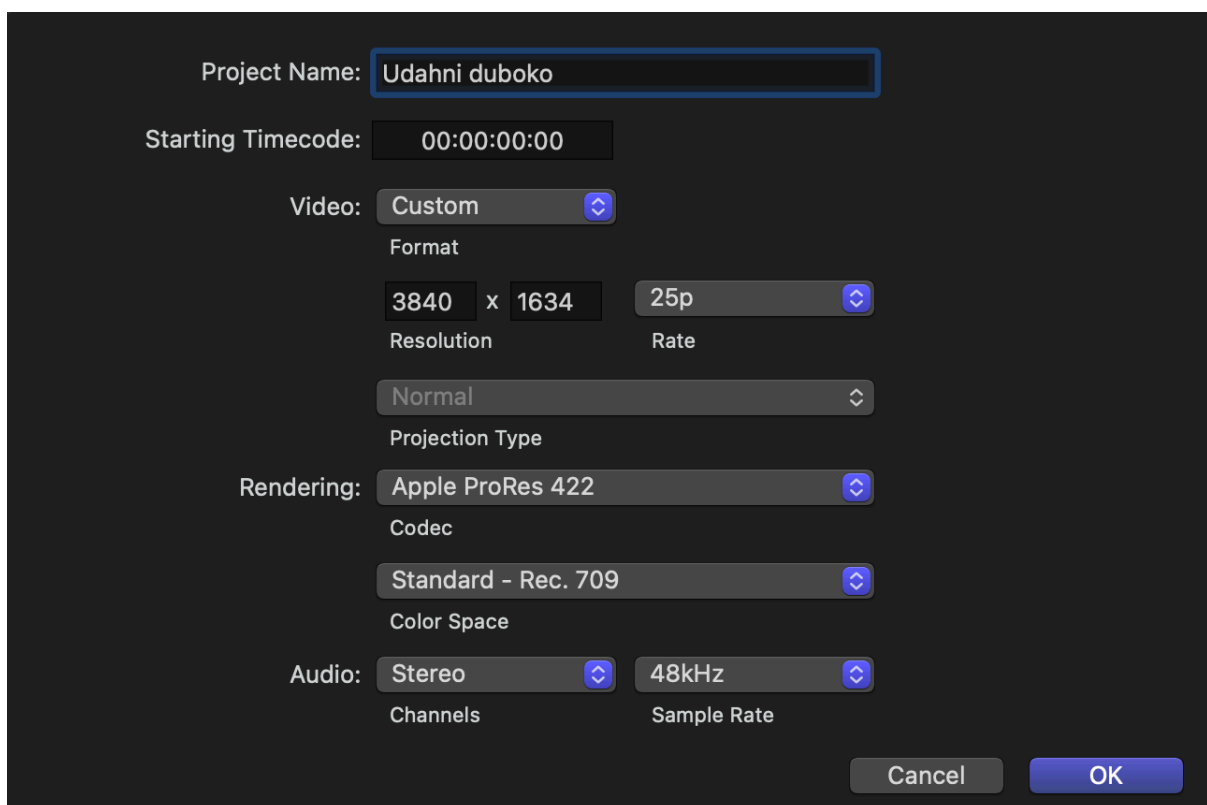 Project Name: Udahni duboko
Starting Timecode: 00:00:00:00
Video: Custom
Format
3840 x 1634 25p
Resolution Rate
Normal
Projection Type
Rendering: Apple ProRes 422
Codec
Standard - Rec. 709
Color Space
Audio: Stereo 48kHz
Channels Sample Rate
Cancel OK